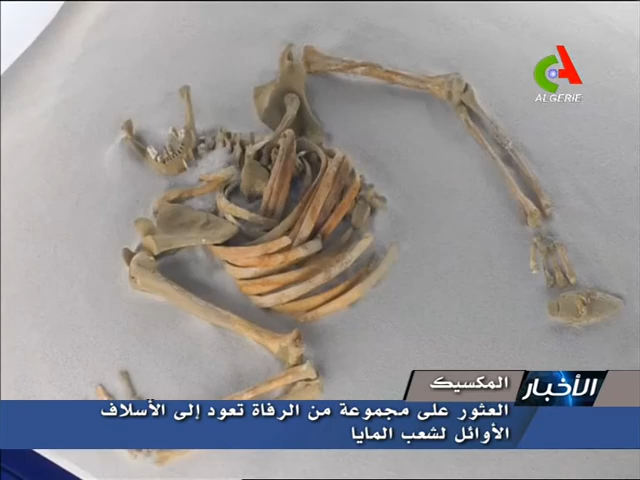 ALGERIE
المكسيك
الأخبار
العثور على مجموعة من الرفاة تعود إلى الأسلاف
الأوائل لشعب المايا